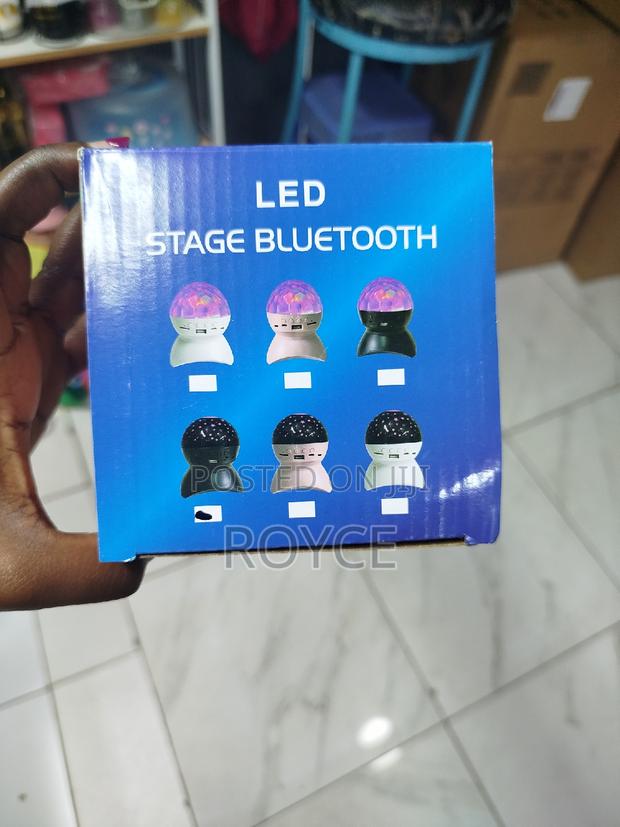 LED
STAGE BLUETOOTH
POSTED ON JIJI
ROYCE